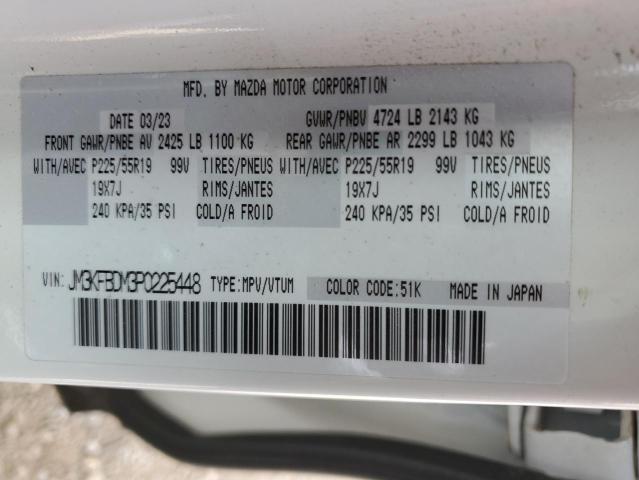 MFD. BY MAZDA MOTOR CORPORATION
DATE 03/23 GVWR/PNBV 4724 LB 2143 KG
FRONT GAWR/PNBE AV 2425 LB 1100 KG REAR GAWR/PNBE AR 2299 LB 1043 KG
WITH/AVEC P225/55R19 99V TIRES/PNEUS WITH/AVEC P225/55R19 99V TIRES/PNEUS
19X7J RIMS/JANTES 19X7J RIMS/JANTES
240 KPA/35 PSI COLD/A FROID 240 KPA/35 PSI COLD/A FROID
VIN: JM3KFBDM3P0225448 TYPE:MPV/VTUM COLOR CODE:51K MADE IN JAPAN